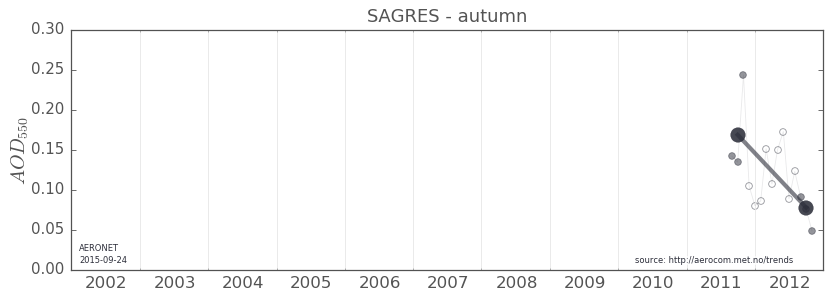 SAGRES - autumn
0.30
0.25
0.20
0.15
0.10
0.05
0.00
AOD550
AERONET
2015-09-24
source: http://aerocom.met.no/trends
2002 2003 2004 2005 2006 2007 2008 2009 2010 2011 2012